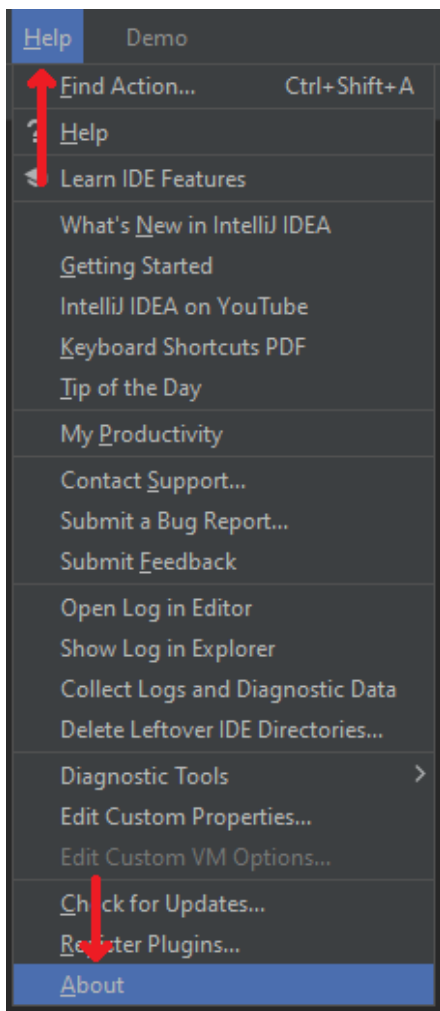 Help Demo
Find Action... Ctrl+Shift+A
? Help
Learn IDE Features
What's New in IntelliJ IDEA
Getting Started
IntelliJ IDEA on YouTube
Keyboard Shortcuts PDF
Tip of the Day
My Productivity
Contact Support...
Submit a Bug Report...
Submit Feedback
Open Log in Editor
Show Log in Explorer
Collect Logs and Diagnostic Data
Delete Leftover IDE Directories...
Diagnostic Tools >
Edit Custom Properties...
Edit Custom VM Options...
Check for Updates...
Register Plugins...
About